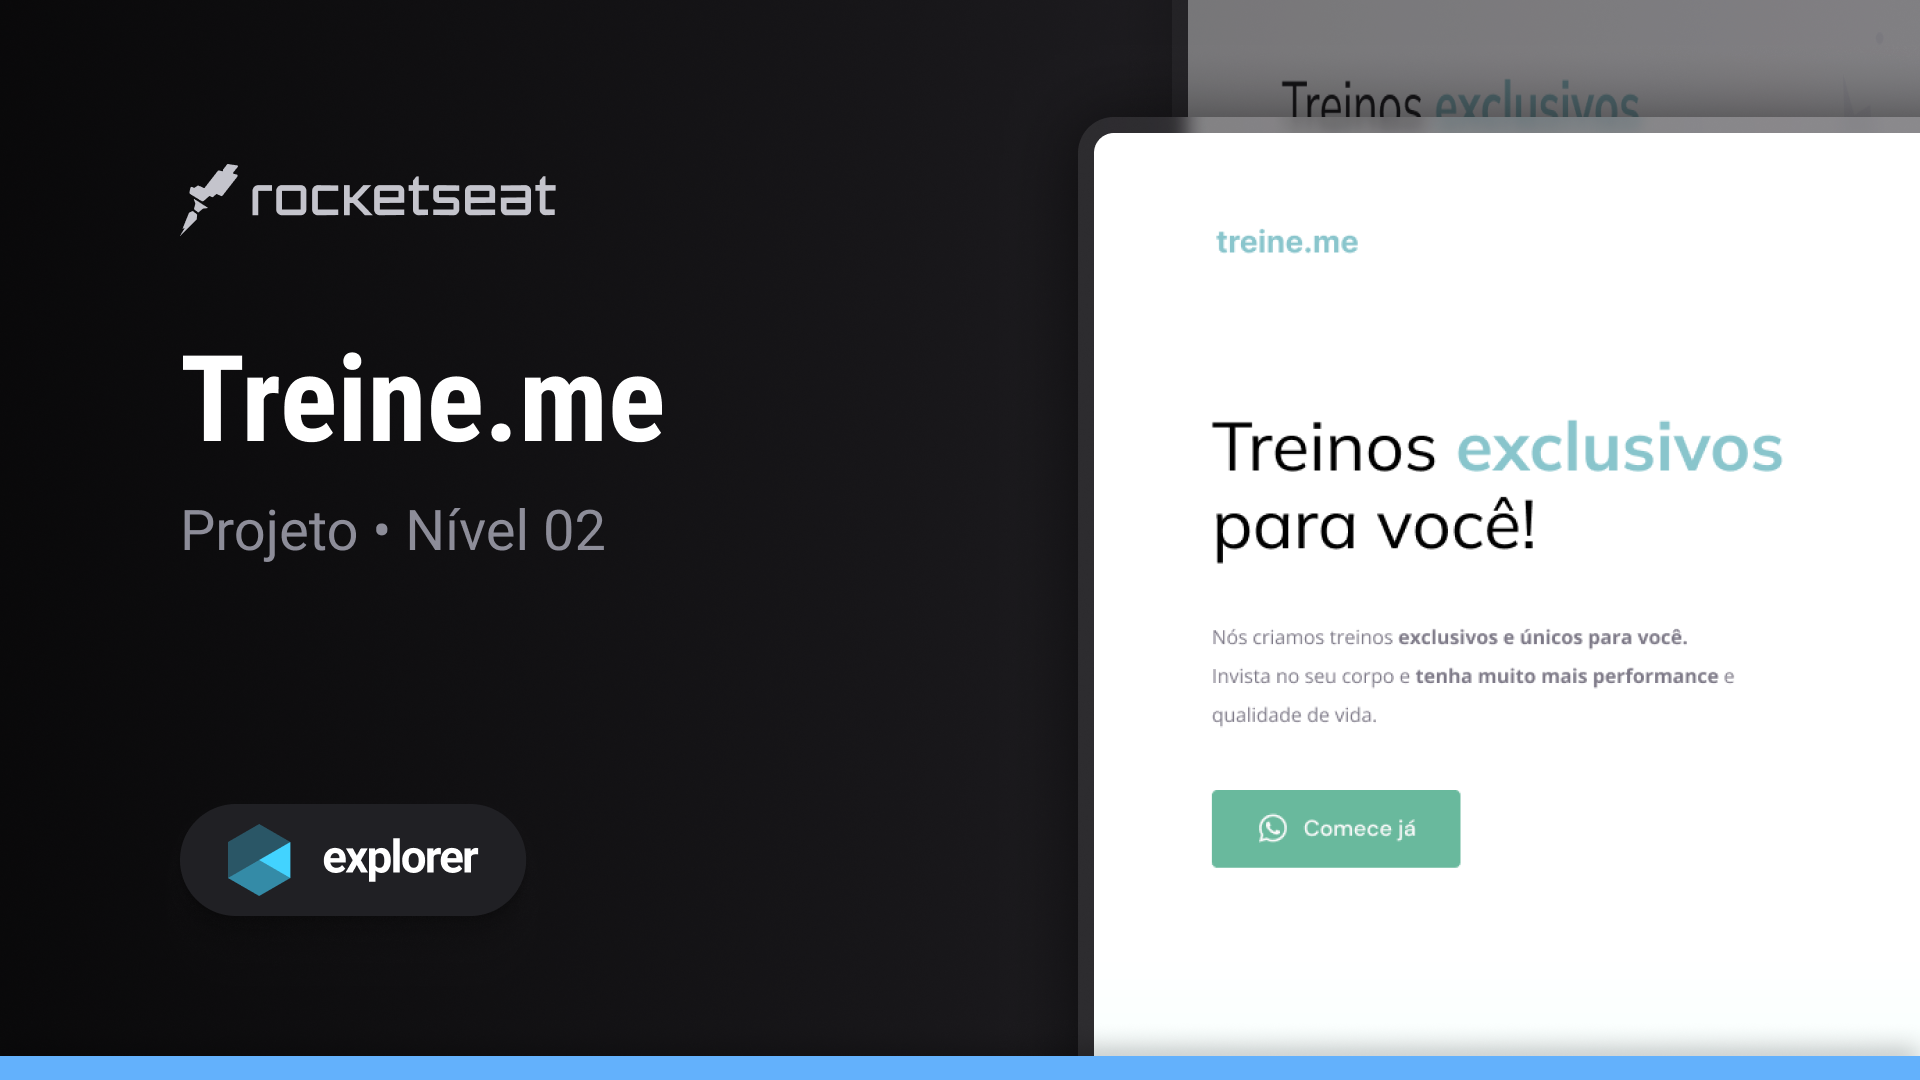 rocketseat
Treine.me
Projeto • Nível 02
explorer
Treinos exclusivos
treine.me
Treinos exclusivos
para você!
Nós criamos treinos exclusivos e únicos para você.
Invista no seu corpo e tenha muito mais performance e
qualidade de vida.
Comece já